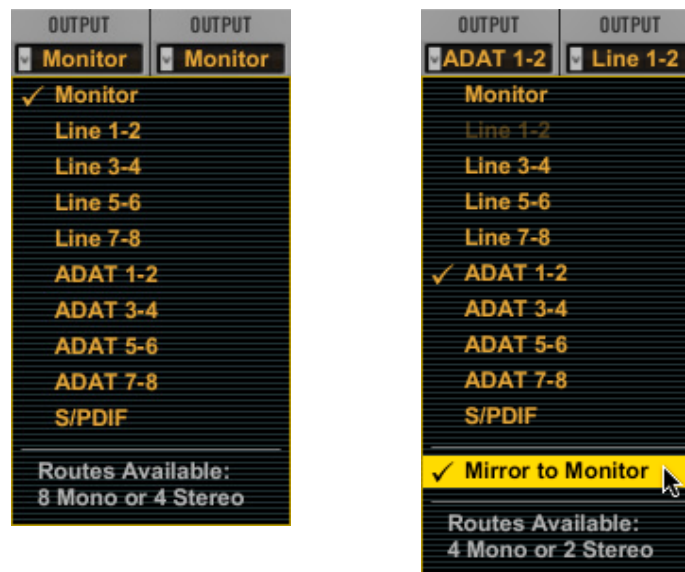 OUTPUT OUTPUT
Monitor Monitor
✓ Monitor
Line 1-2
Line 3-4
Line 5-6
Line 7-8
ADAT 1-2
ADAT 3-4
ADAT 5-6
ADAT 7-8
S/PDIF
Routes Available:
8 Mono or 4 Stereo
OUTPUT OUTPUT
ADAT 1-2 Line 1-2
Monitor
Line 1-2
Line 3-4
Line 5-6
Line 7-8
✓ ADAT 1-2
ADAT 3-4
ADAT 5-6
ADAT 7-8
S/PDIF
✓ Mirror to Monitor
Routes Available:
4 Mono or 2 Stereo